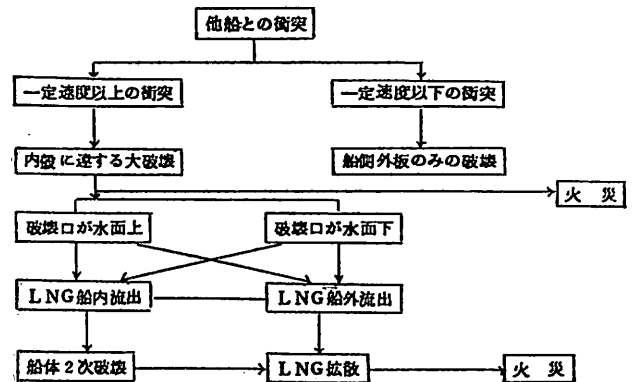 他船との衝突
一定速度以上の衝突
一定速度以下の衝突
内殻に達する大破壊
船側外板のみの破壊
火 災
破壊口が水面上
破壊口が水面下
LNG船内流出
LNG船外流出
船体2次破壊
LNG拡散
火 災